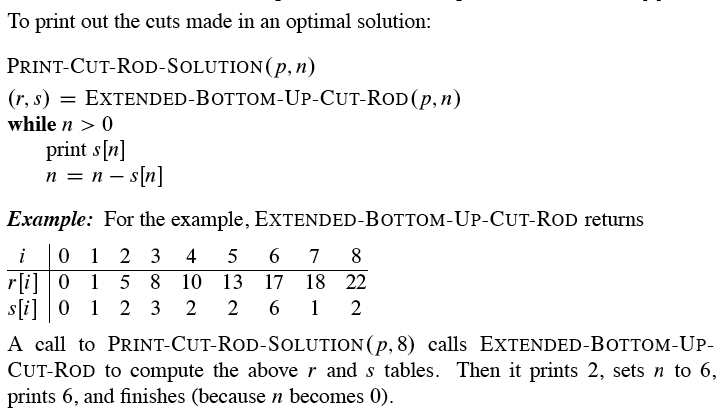 To print out the cuts made in an optimal solution:
PRINT-CUT-ROD-SOLUTION(p, n)
(r, s) = EXTENDED-BOTTOM-UP-CUT-ROD(p, n)
while n > 0
print s[n]
n = n − s[n]
Example: For the example, EXTENDED-BOTTOM-UP-CUT-ROD returns
i 0 1 2 3 4 5 6 7 8
r[i] 0 1 5 8 10 13 17 18 22
s[i] 0 1 2 3 2 2 6 1 2
A call to PRINT-CUT-ROD-SOLUTION(p, 8) calls EXTENDED-BOTTOM-UP-
CUT-ROD to compute the above r and s tables. Then it prints 2, sets n to 6,
prints 6, and finishes (because n becomes 0).